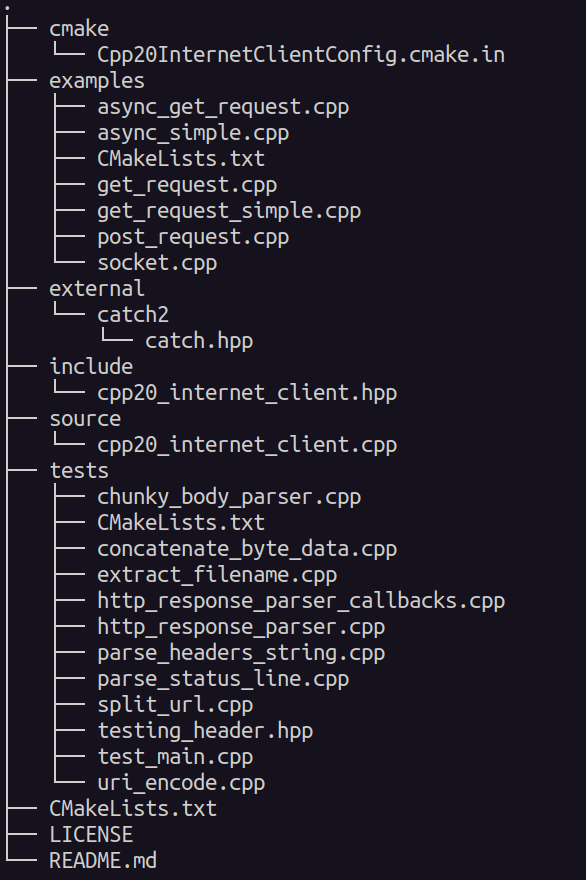 .
├── cmake
│   └── Cpp20InternetClientConfig.cmake.in
├── examples
│   ├── async_get_request.cpp
│   ├── async_simple.cpp
│   ├── CMakeLists.txt
│   ├── get_request.cpp
│   ├── get_request_simple.cpp
│   ├── post_request.cpp
│   └── socket.cpp
├── external
│   └── catch2
│       └── catch.hpp
├── include
│   └── cpp20_internet_client.hpp
├── source
│   └── cpp20_internet_client.cpp
├── tests
│   ├── chunky_body_parser.cpp
│   ├── CMakeLists.txt
│   ├── concatenate_byte_data.cpp
│   ├── extract_filename.cpp
│   ├── http_response_parser_callbacks.cpp
│   ├── http_response_parser.cpp
│   ├── parse_headers_string.cpp
│   ├── parse_status_line.cpp
│   ├── split_url.cpp
│   ├── testing_header.hpp
│   ├── test_main.cpp
│   └── uri_encode.cpp
├── CMakeLists.txt
├── LICENSE
└── README.md